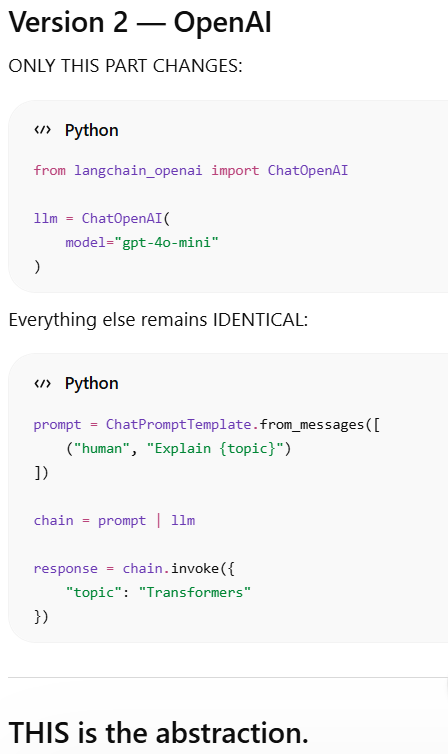 Version 2 — OpenAI
ONLY THIS PART CHANGES:
</> Python
from langchain_openai import ChatOpenAI
llm = ChatOpenAI(
    model="gpt-4o-mini"
)
Everything else remains IDENTICAL:
</> Python
prompt = ChatPromptTemplate.from_messages([
    ("human", "Explain {topic}")
])
chain = prompt | llm
response = chain.invoke({
    "topic": "Transformers"
})
THIS is the abstraction.